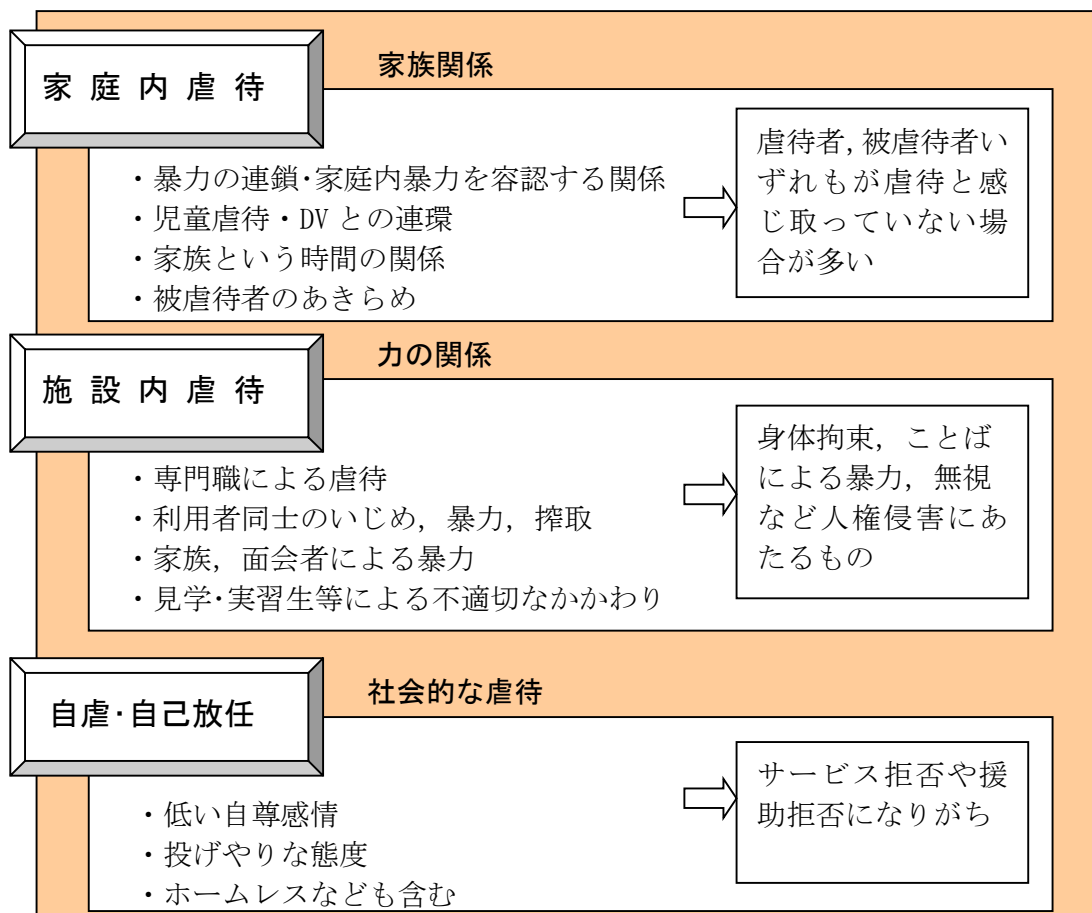 家庭内虐待
家族関係
・暴力の連鎖・家庭内暴力を容認する関係
・児童虐待・DV との連環
・家族という時間の関係
・被虐待者のあきらめ
虐待者,被虐待者い
ずれもが虐待と感
じ取っていない場
合が多い
施設内虐待
力の関係
・専門職による虐待
・利用者同士のいじめ，暴力，搾取
・家族，面会者による暴力
・見学・実習生等による不適切なかかわり
身体拘束，ことば
による暴力，無視
など人権侵害にあ
たるもの
自虐・自己放任
社会的な虐待
・低い自尊感情
・投げやりな態度
・ホームレスなども含む
サービス拒否や援
助拒否になりがち